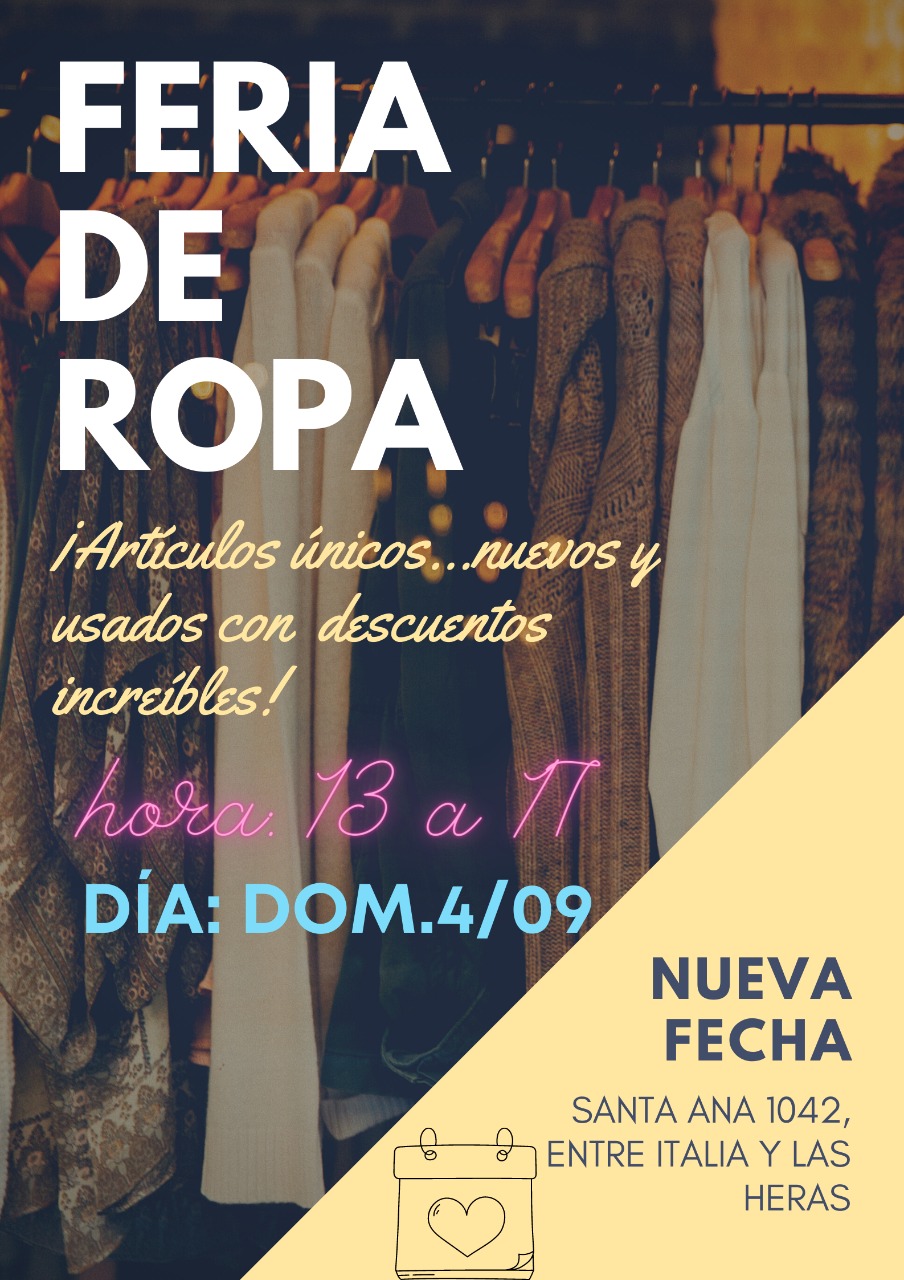 FERIA
DE
ROPA
¡Artículos únicos...nuevos y
usados con descuentos
increíbles!
hora: 13 a 17
DÍA: DOM.4/09
NUEVA
FECHA
SANTA ANA 1042,
ENTRE ITALIA Y LAS
HERAS